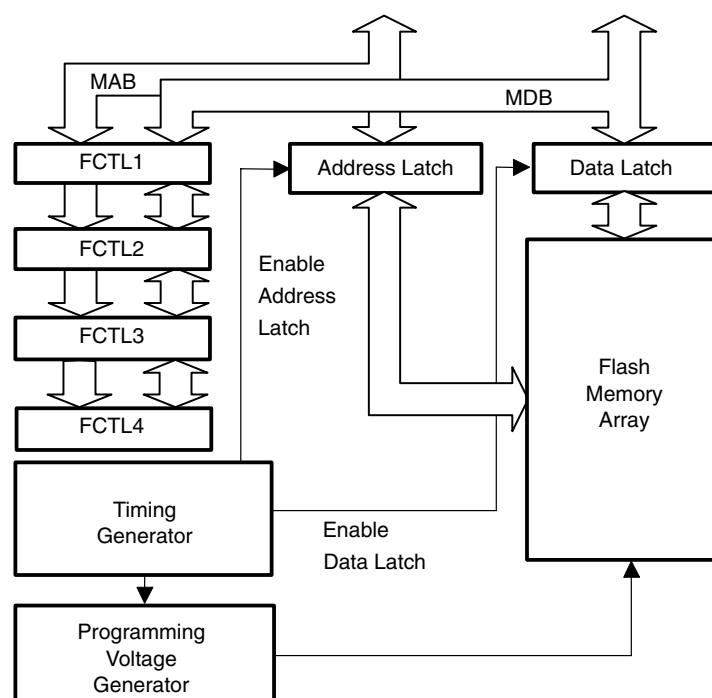 MAB
MDB
FCTL1
Address Latch
Data Latch
FCTL2
Enable
Address
Latch
FCTL3
Flash
Memory
Array
FCTL4
Timing
Generator
Enable
Data Latch
Programming
Voltage
Generator